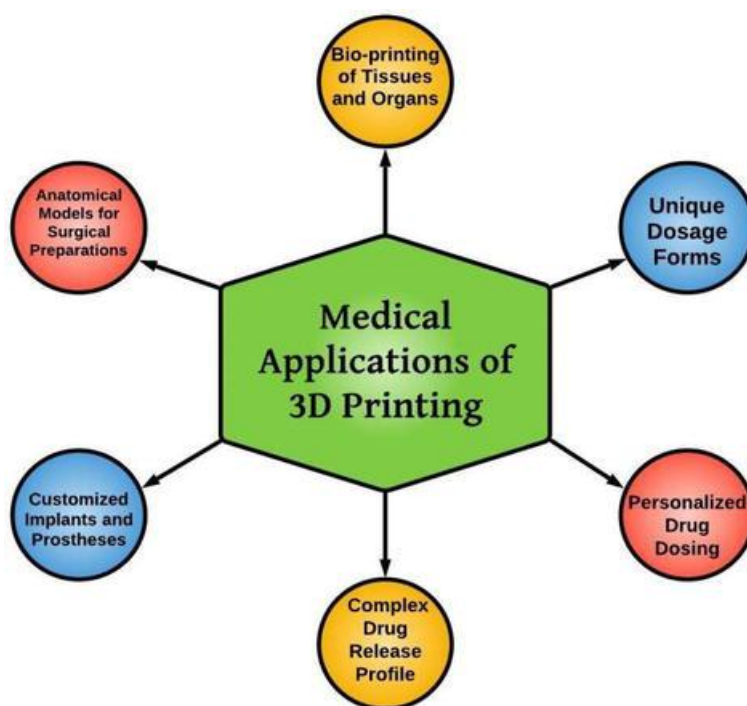 Bio-printing
of Tissues
and Organs
Anatomical
Models for
Surgical
Preparations
Unique
Dosage
Forms
Medical
Applications of
3D Printing
Customized
Implants and
Prostheses
Personalized
Drug
Dosing
Complex
Drug
Release
Profile